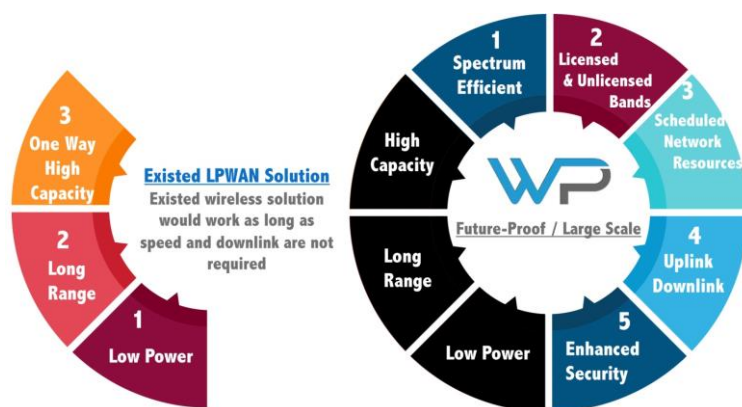 3
One Way
High
Capacity
2
Long
Range
1
Low Power
Existed LPWAN Solution
Existed wireless solution
would work as long as
speed and downlink are not
required
1
Spectrum
Efficient
2
Licensed
& Unlicensed
Bands
3
Scheduled
Network
Resources
4
Uplink
Downlink
5
Enhanced
Security
Low Power
Long
Range
High
Capacity
WP
Future-Proof / Large Scale